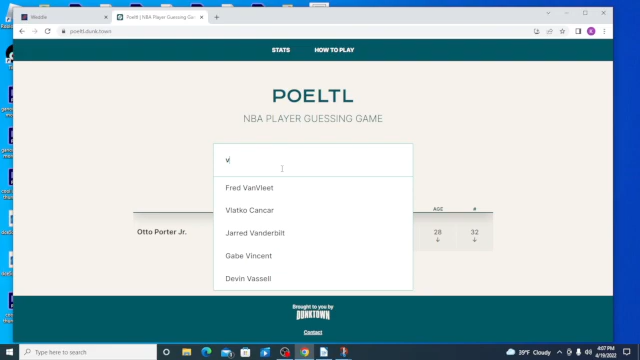 Weddle
Poeltl | NBA Player Guessing Ga
poeltl.dunk.town
STATS
HOW TO PLAY
POELTL
NBA PLAYER GUESSING GAME
v
Fred VanVleet
Vlatko Cancar
Jarred Vanderbilt
Gabe Vincent
Devin Vassell
AGE
#
Otto Porter Jr.
28
32
Brought to you by
DUNKTOWN
Contact
Type here to search
39°F Cloudy
4:07 PM
4/19/2022